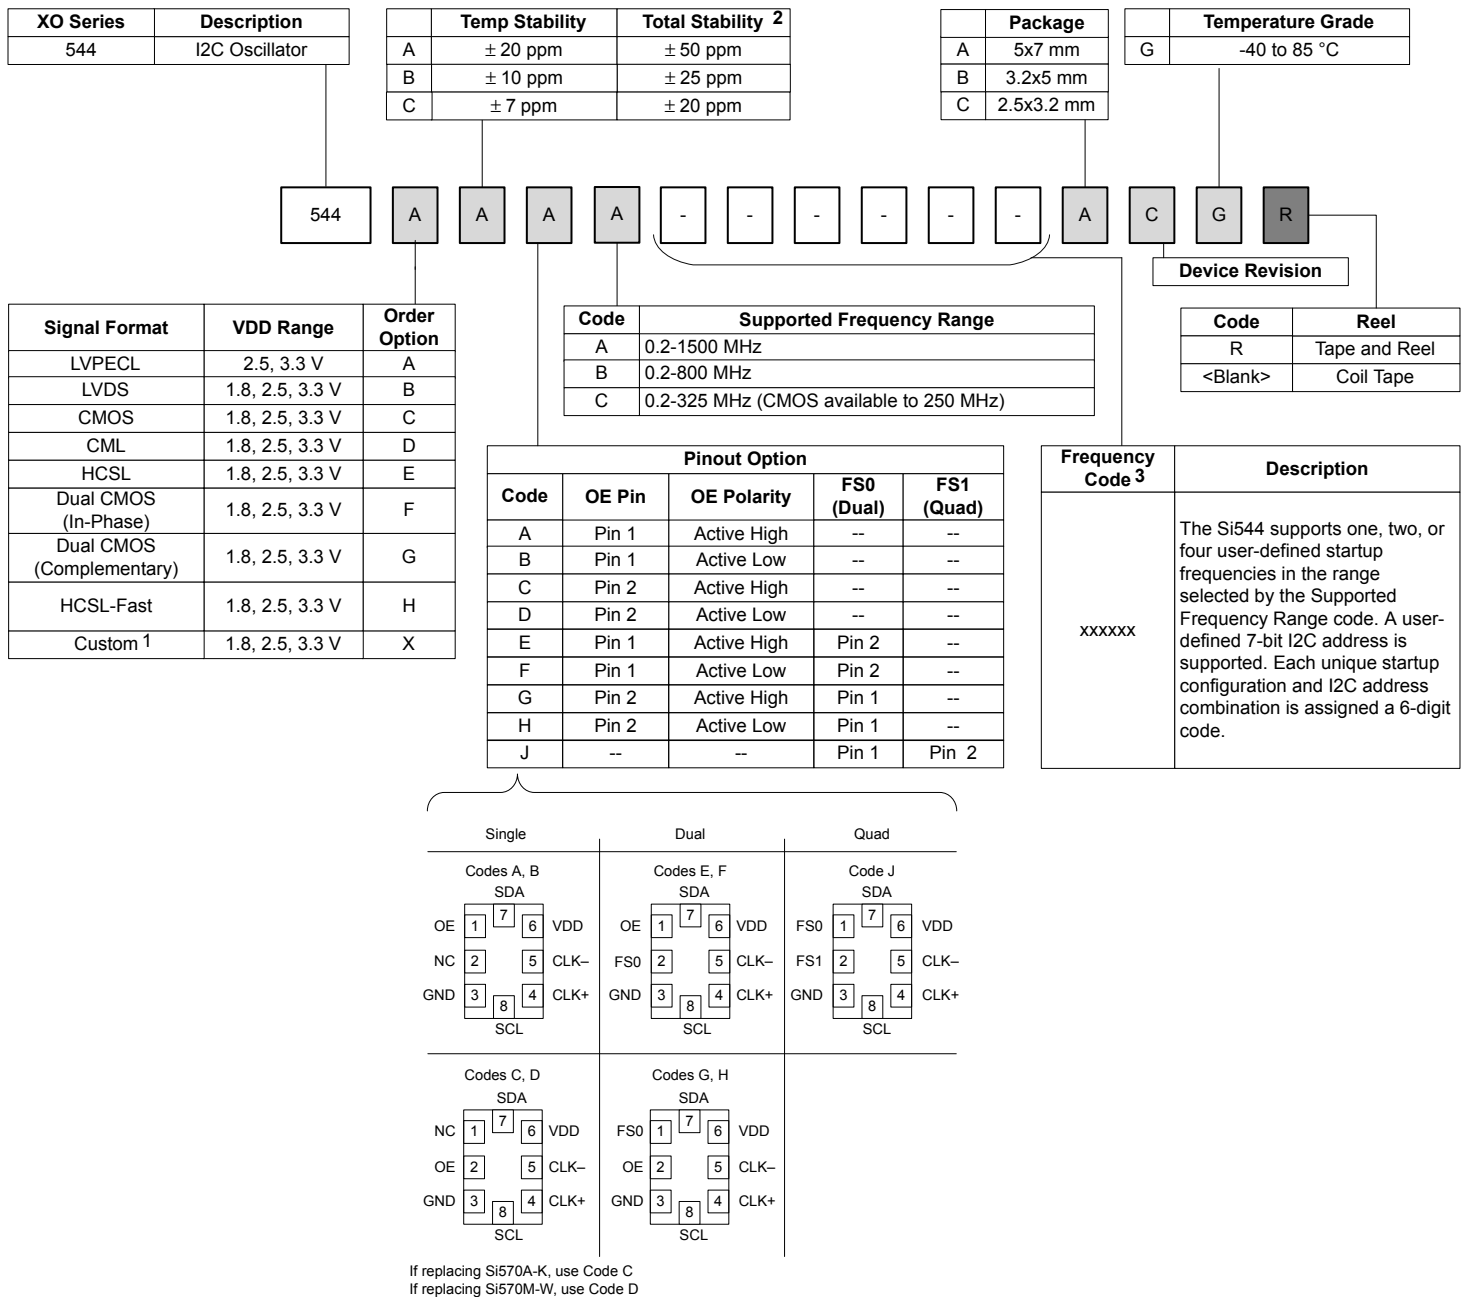 XO Series Description
544 I2C Oscillator
Temp Stability Total Stability 2
A ± 20 ppm ± 50 ppm
B ± 10 ppm ± 25 ppm
C ± 7 ppm ± 20 ppm
Package
A 5x7 mm
B 3.2x5 mm
C 2.5x3.2 mm
Temperature Grade
G -40 to 85 °C
544 A A A A - - - - - - A C G R
Device Revision
Signal Format VDD Range Order Option
LVPECL 2.5, 3.3 V A
LVDS 1.8, 2.5, 3.3 V B
CMOS 1.8, 2.5, 3.3 V C
CML 1.8, 2.5, 3.3 V D
HCSL 1.8, 2.5, 3.3 V E
Dual CMOS
(In-Phase) 1.8, 2.5, 3.3 V F
Dual CMOS
(Complementary) 1.8, 2.5, 3.3 V G
HCSL-Fast 1.8, 2.5, 3.3 V H
Custom 1 1.8, 2.5, 3.3 V X
Code Supported Frequency Range
A 0.2-1500 MHz
B 0.2-800 MHz
C 0.2-325 MHz (CMOS available to 250 MHz)
Code Reel
R Tape and Reel
<Blank> Coil Tape
Pinout Option
Code OE Pin OE Polarity FS0 (Dual) FS1 (Quad)
A Pin 1 Active High -- --
B Pin 1 Active Low -- --
C Pin 2 Active High -- --
D Pin 2 Active Low -- --
E Pin 1 Active High Pin 2 --
F Pin 1 Active Low Pin 2 --
G Pin 2 Active High Pin 1 --
H Pin 2 Active Low Pin 1 --
J -- -- Pin 1 Pin 2
Frequency Code 3 Description
xxxxxx
The Si544 supports one, two, or
four user-defined startup
frequencies in the range
selected by the Supported
Frequency Range code. A user-
defined 7-bit I2C address is
supported. Each unique startup
configuration and I2C address
combination is assigned a 6-digit
code.
Single Dual Quad
Codes A, B
SDA
7
OE 1 6 VDD
NC 2 5 CLK–
GND 3 4 CLK+
8
SCL
Codes E, F
SDA
7
OE 1 6 VDD
FS0 2 5 CLK–
GND 3 4 CLK+
8
SCL
Code J
SDA
7
FS0 1 6 VDD
FS1 2 5 CLK–
GND 3 4 CLK+
8
SCL
Codes C, D
SDA
7
NC 1 6 VDD
OE 2 5 CLK–
GND 3 4 CLK+
8
SCL
Codes G, H
SDA
7
FS0 1 6 VDD
OE 2 5 CLK–
GND 3 4 CLK+
8
SCL
If replacing Si570A-K, use Code C
If replacing Si570M-W, use Code D